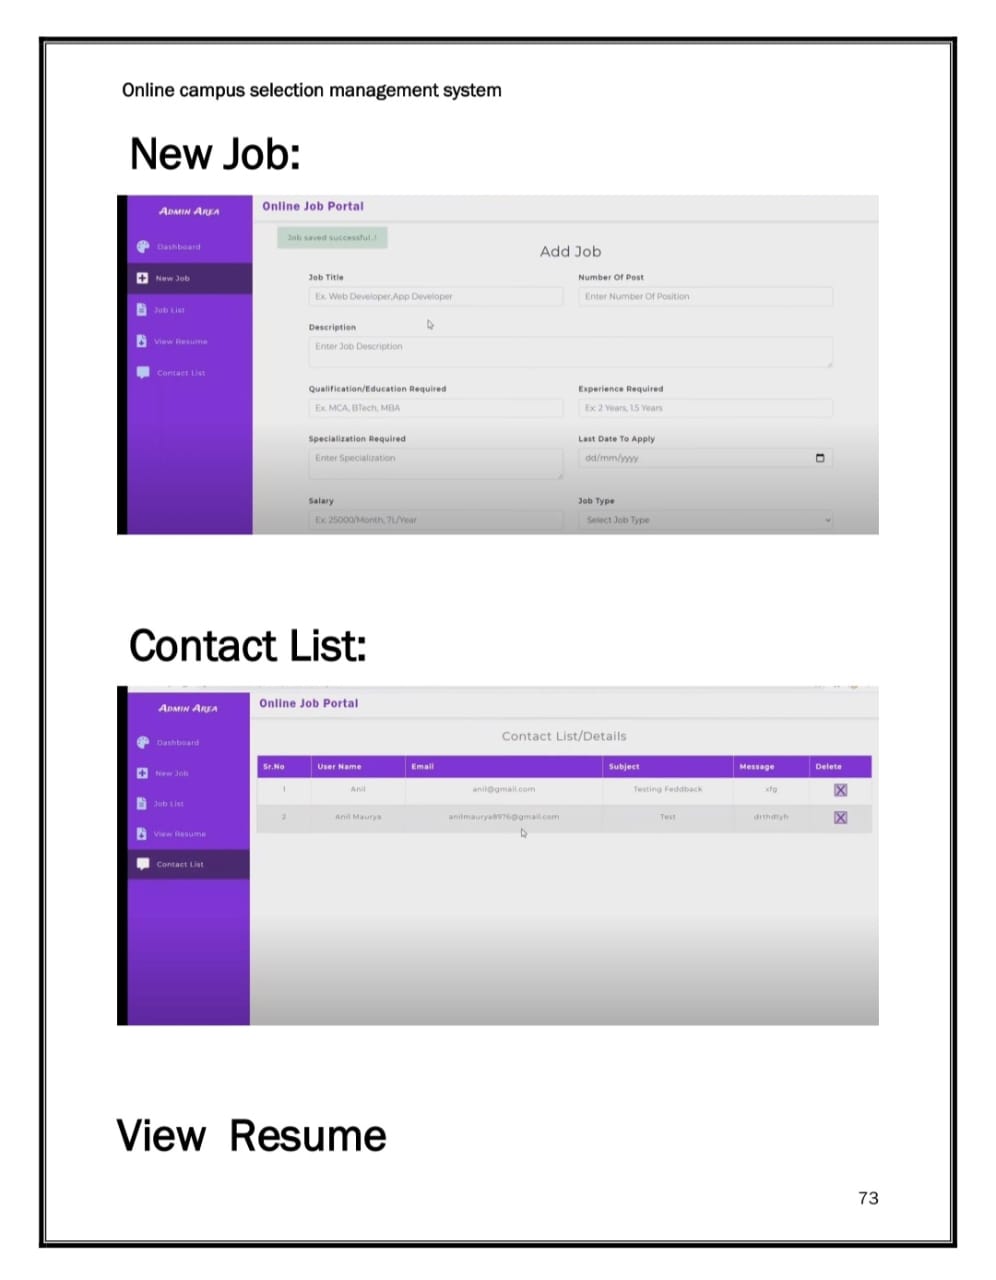 Online campus selection management system
New Job:
ADMIN AREA
Online Job Portal
Dashboard
New Job
Job List
View Resume
Contact List
Job saved successful..!
Add Job
Job Title
Number Of Post
Ex. Web Developer,App Developer
Enter Number Of Position
Description
Enter Job Description
Qualification/Education Required
Experience Required
Ex. MCA, BTech, MBA
Ex: 2 Years, 1.5 Years
Specialization Required
Last Date To Apply
Enter Specialization
dd/mm/yyyy
Salary
Job Type
Ex: 25000/Month, 7L/Year
Select Job Type
Contact List:
ADMIN AREA
Online Job Portal
Dashboard
New Job
Job List
View Resume
Contact List
Contact List/Details
Sr.No User Name Email Subject Message Delete
1 Anil anil@gmail.com Testing Feddback xfg
2 Anil Maurya anilmaurya8976@gmail.com Test drthdtyh
View Resume
73